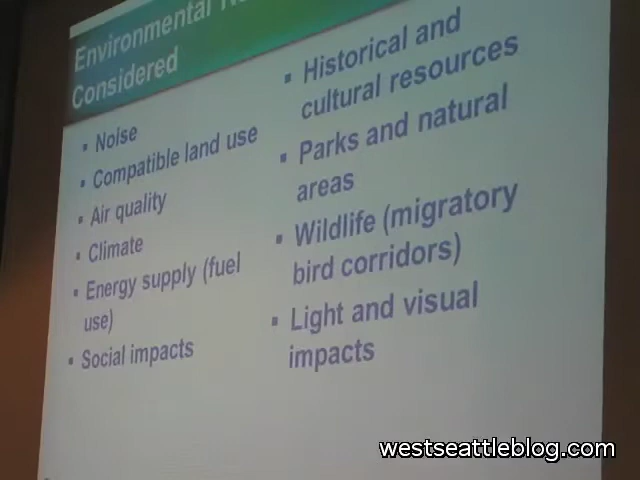 Environmental
Considered
▪ Noise
▪ Compatible land use
▪ Air quality
▪ Climate
▪ Energy supply (fuel
use)
▪ Social impacts
▪ Historical and
cultural resources
▪ Parks and natural
areas
▪ Wildlife (migratory
bird corridors)
▪ Light and visual
impacts
westseattleblog.com